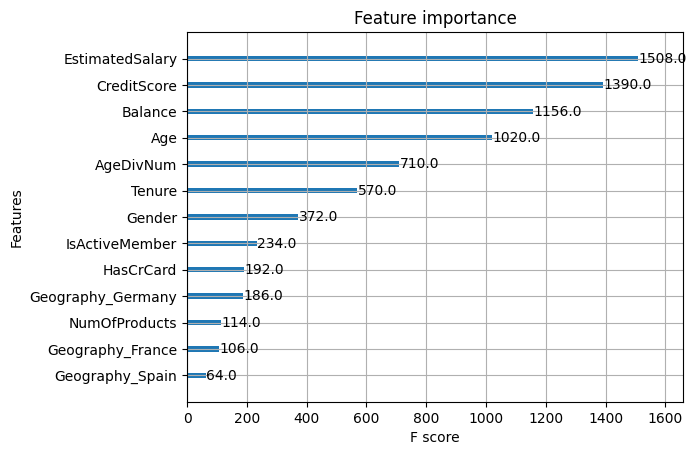 Feature importance
EstimatedSalary 1508.0
CreditScore 1390.0
Balance 1156.0
Age 1020.0
AgeDivNum 710.0
Tenure 570.0
Gender 372.0
IsActiveMember 234.0
HasCrCard 192.0
Geography_Germany 186.0
NumOfProducts 114.0
Geography_France 106.0
Geography_Spain 64.0
Features
0 200 400 600 800 1000 1200 1400 1600
F score